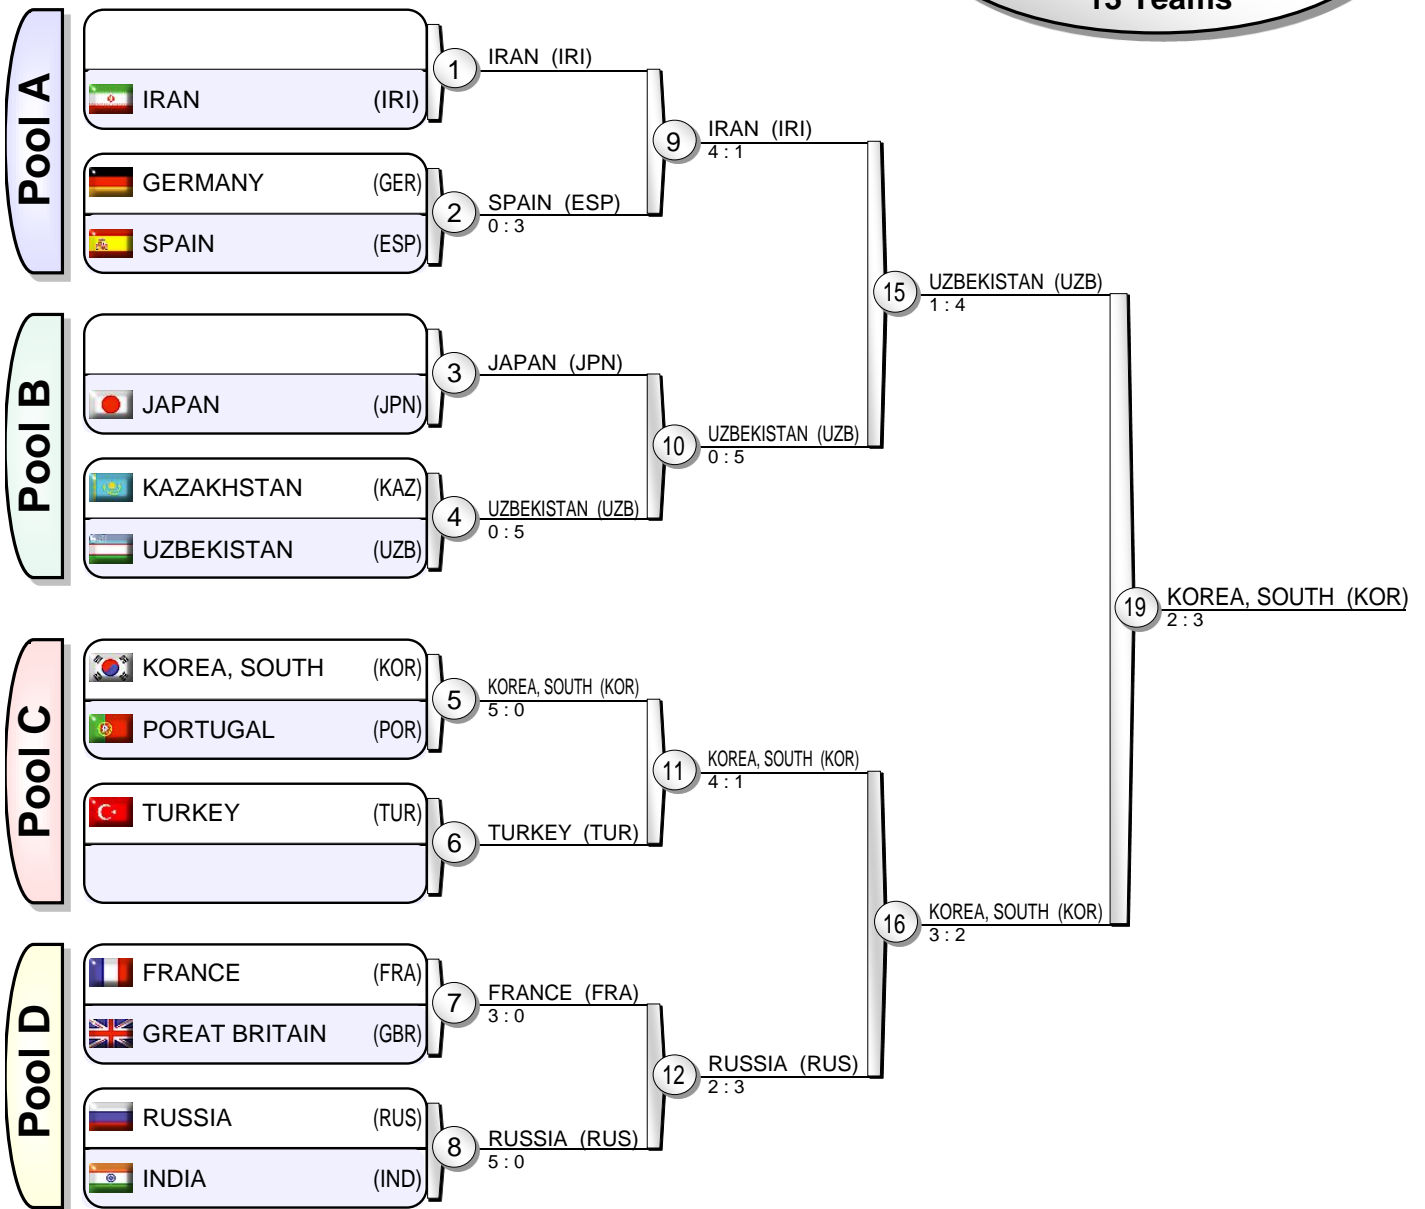 13 Teams
Pool A
IRAN (IRI)
GERMANY (GER)
SPAIN (ESP)
1
IRAN (IRI)
2
SPAIN (ESP)
0 : 3
9
IRAN (IRI)
4 : 1
Pool B
JAPAN (JPN)
KAZAKHSTAN (KAZ)
UZBEKISTAN (UZB)
3
JAPAN (JPN)
4
UZBEKISTAN (UZB)
0 : 5
10
UZBEKISTAN (UZB)
0 : 5
15
UZBEKISTAN (UZB)
1 : 4
Pool C
KOREA, SOUTH (KOR)
PORTUGAL (POR)
TURKEY (TUR)
5
KOREA, SOUTH (KOR)
5 : 0
6
TURKEY (TUR)
11
KOREA, SOUTH (KOR)
4 : 1
Pool D
FRANCE (FRA)
GREAT BRITAIN (GBR)
RUSSIA (RUS)
INDIA (IND)
7
FRANCE (FRA)
3 : 0
8
RUSSIA (RUS)
5 : 0
12
RUSSIA (RUS)
2 : 3
16
KOREA, SOUTH (KOR)
3 : 2
19
KOREA, SOUTH (KOR)
2 : 3